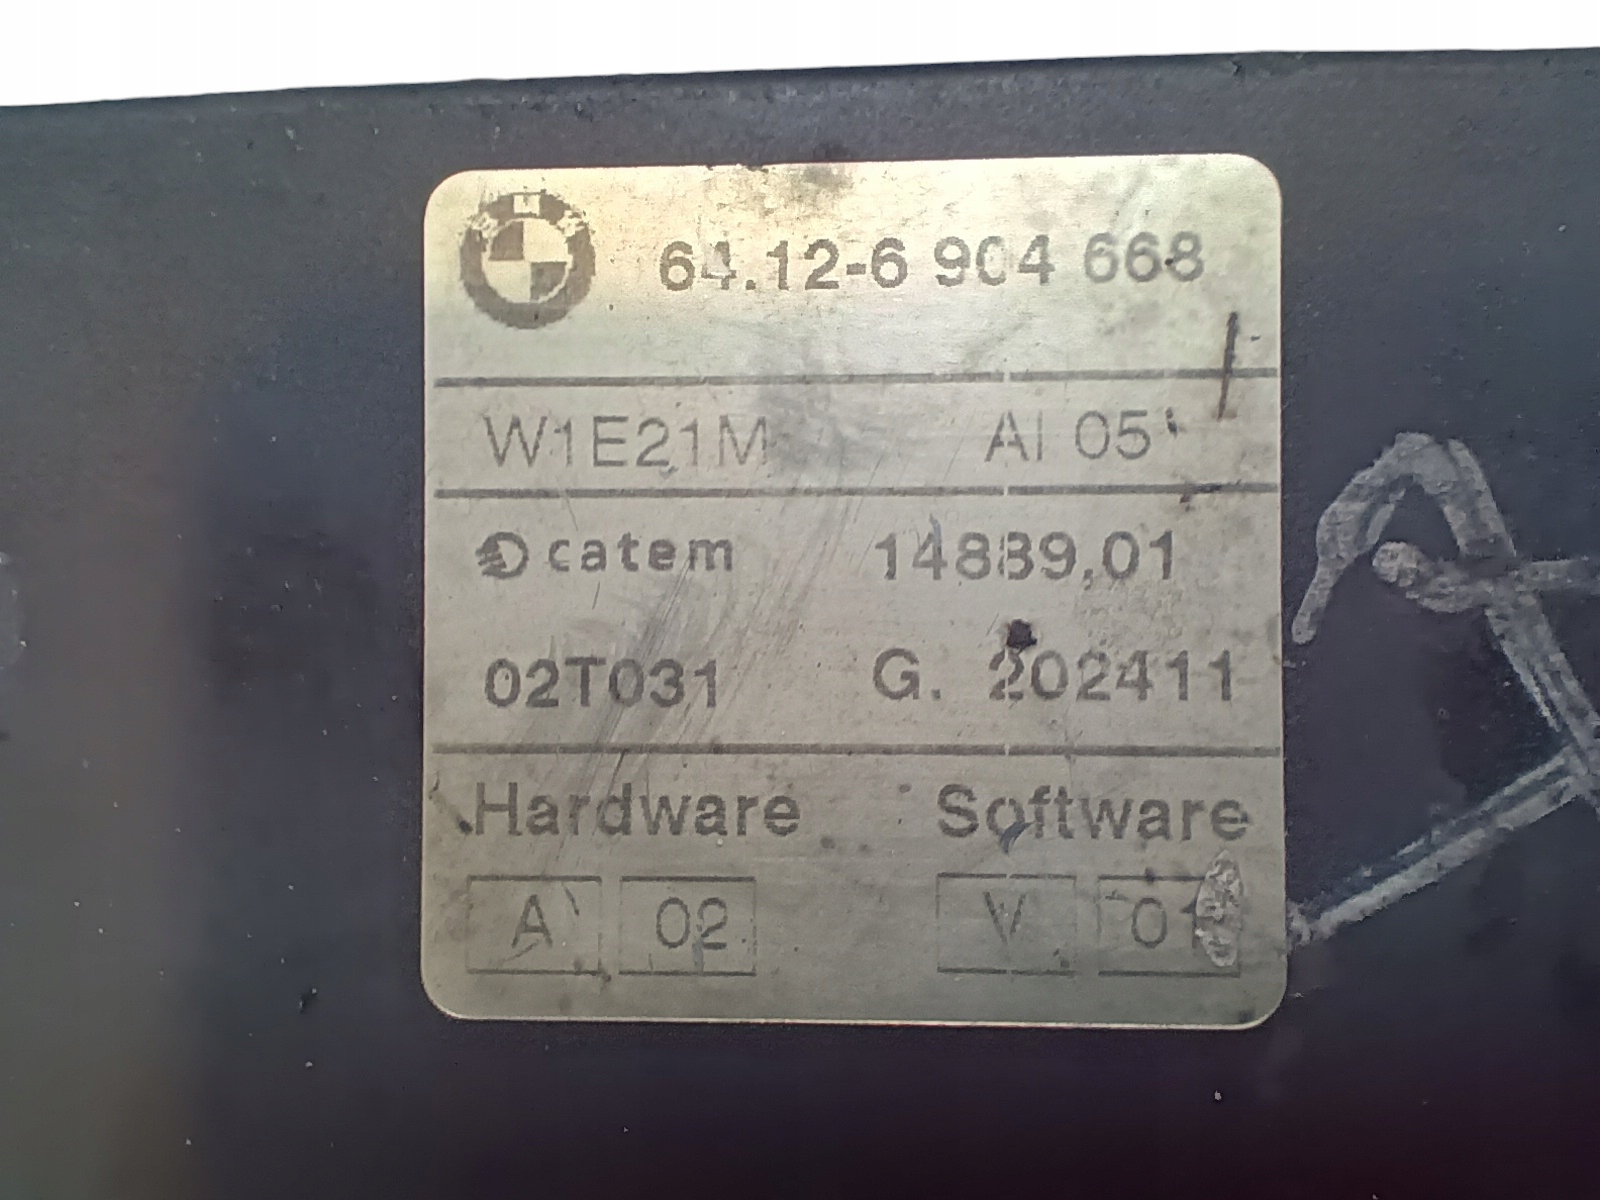 64.12-6 904 668
W1E21M AI 05
catem 14889,01
02T031 G. 202411
Hardware Software
A 02 V 01